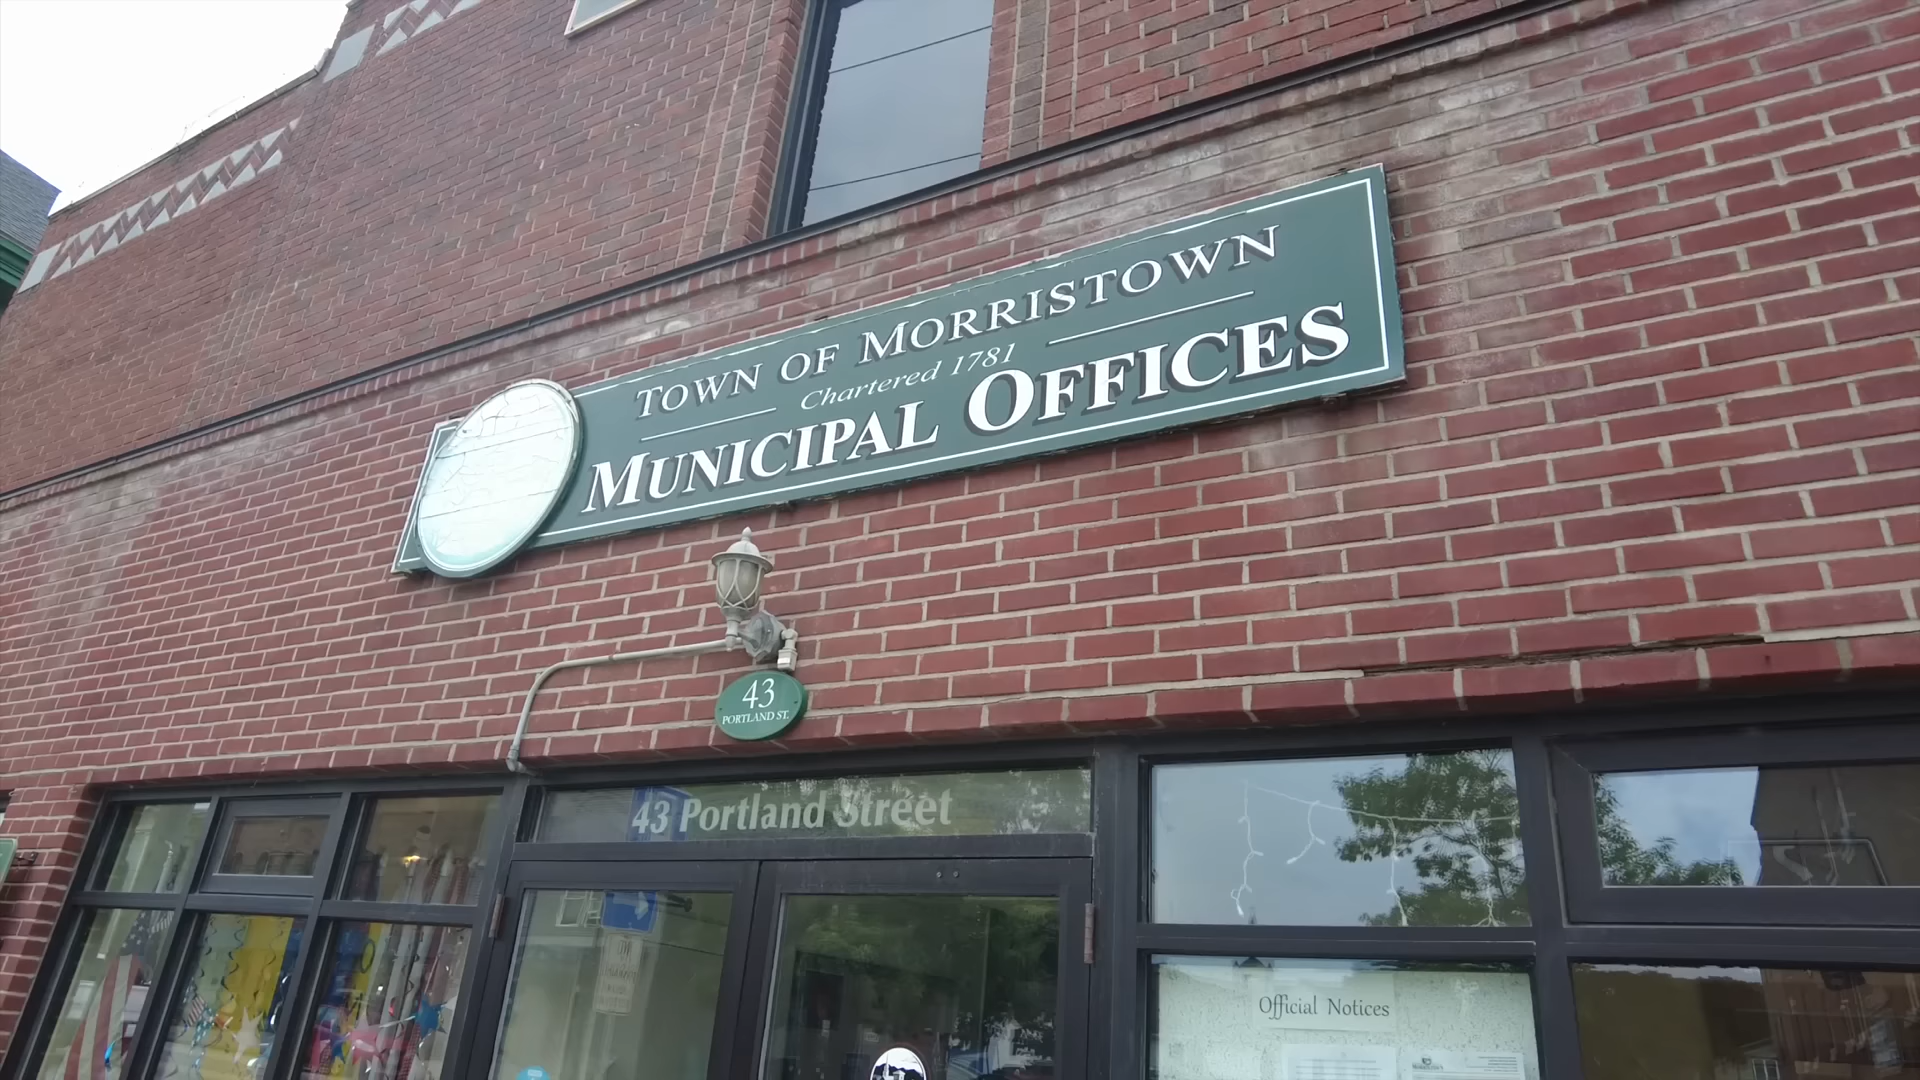 TOWN OF MORRISTOWN
Chartered 1781
MUNICIPAL OFFICES
43
PORTLAND ST.
43 Portland Street
Official Notices